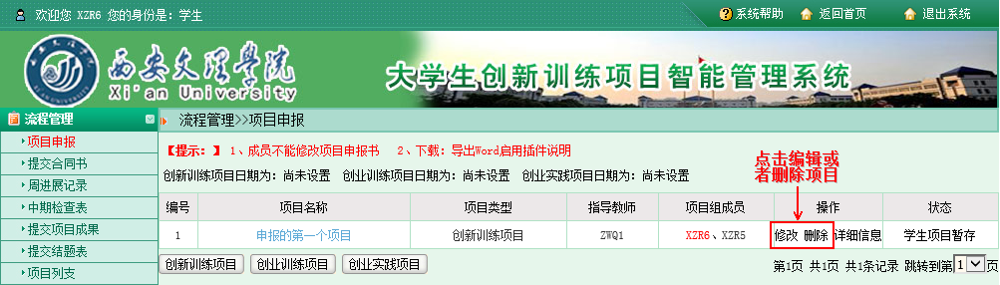 欢迎您 XZR6 您的身份是：学生
系统帮助 返回首页 退出系统
西安文理学院
Xi'an University
大学生创新训练项目智能管理系统
流程管理
项目申报
提交合同书
周进展记录
中期检查表
提交项目成果
提交结题表
项目列支
流程管理>>项目申报
【提示：】 1、成员不能修改项目申报书 2、下载：导出Word启用插件说明
创新训练项目日期为：尚未设置 创业训练项目日期为：尚未设置 创业实践项目日期为：尚未设置
点击编辑或
者删除项目
编号 项目名称 项目类型 指导教师 项目组成员 操作 状态
1 申报的第一个项目 创新训练项目 ZWQ1 XZR6、XZR5 修改 删除 详细信息 学生项目暂存
创新训练项目 创业训练项目 创业实践项目
第1页 共1页 共1条记录 跳转到第1页